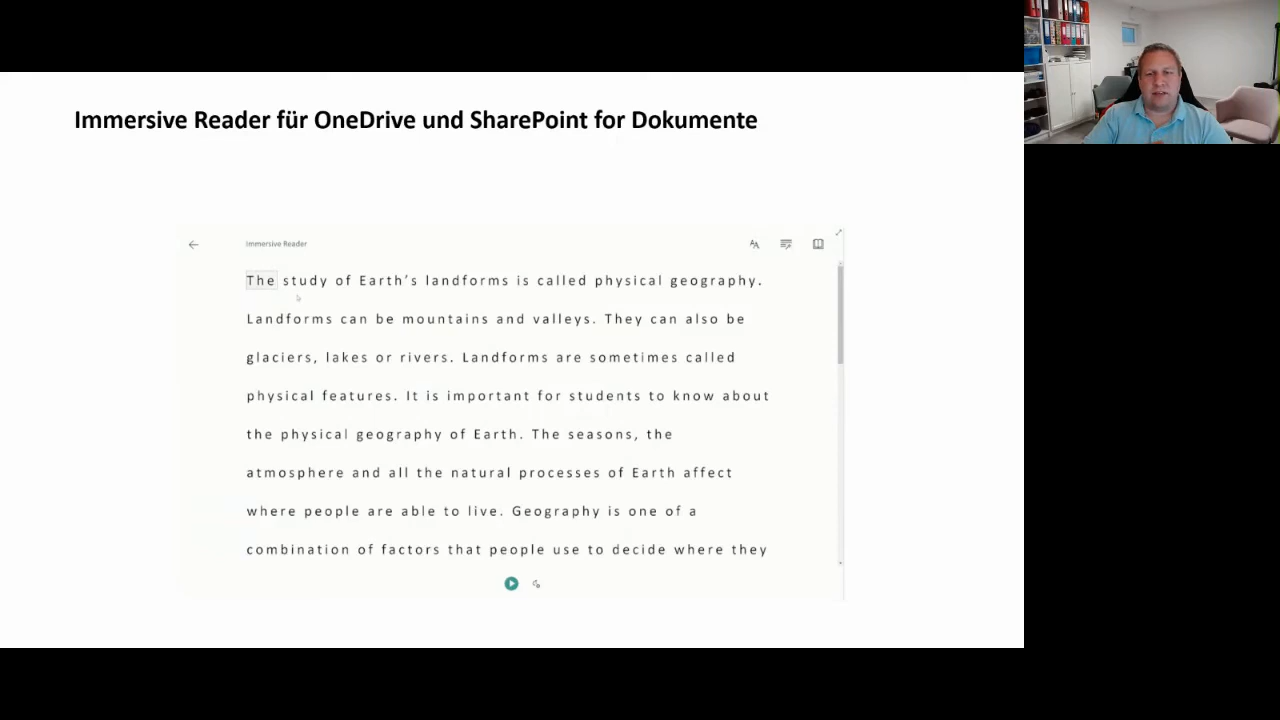 Immersive Reader für OneDrive und SharePoint for Dokumente
Immersive Reader
The study of Earth's landforms is called physical geography.
Landforms can be mountains and valleys. They can also be
glaciers, lakes or rivers. Landforms are sometimes called
physical features. It is important for students to know about
the physical geography of Earth. The seasons, the
atmosphere and all the natural processes of Earth affect
where people are able to live. Geography is one of a
combination of factors that people use to decide where they